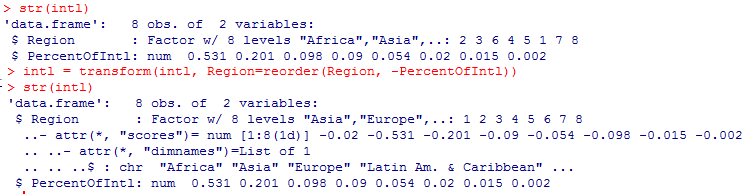 > str(intl)
'data.frame':   8 obs. of  2 variables:
 $ Region       : Factor w/ 8 levels "Africa","Asia",..: 2 3 6 4 5 1 7 8
 $ PercentOfIntl: num  0.531 0.201 0.098 0.09 0.054 0.02 0.015 0.002
> intl = transform(intl, Region=reorder(Region, -PercentOfIntl))
> str(intl)
'data.frame':   8 obs. of  2 variables:
 $ Region       : Factor w/ 8 levels "Asia","Europe",..: 1 2 3 4 5 6 7 8
  ..- attr(*, "scores")= num [1:8(1d)] -0.02 -0.531 -0.201 -0.09 -0.054 -0.098 -0.015 -0.002
  .. ..- attr(*, "dimnames")=List of 1
  .. .. ..$ : chr  "Africa" "Asia" "Europe" "Latin Am. & Caribbean" ...
 $ PercentOfIntl: num  0.531 0.201 0.098 0.09 0.054 0.02 0.015 0.002